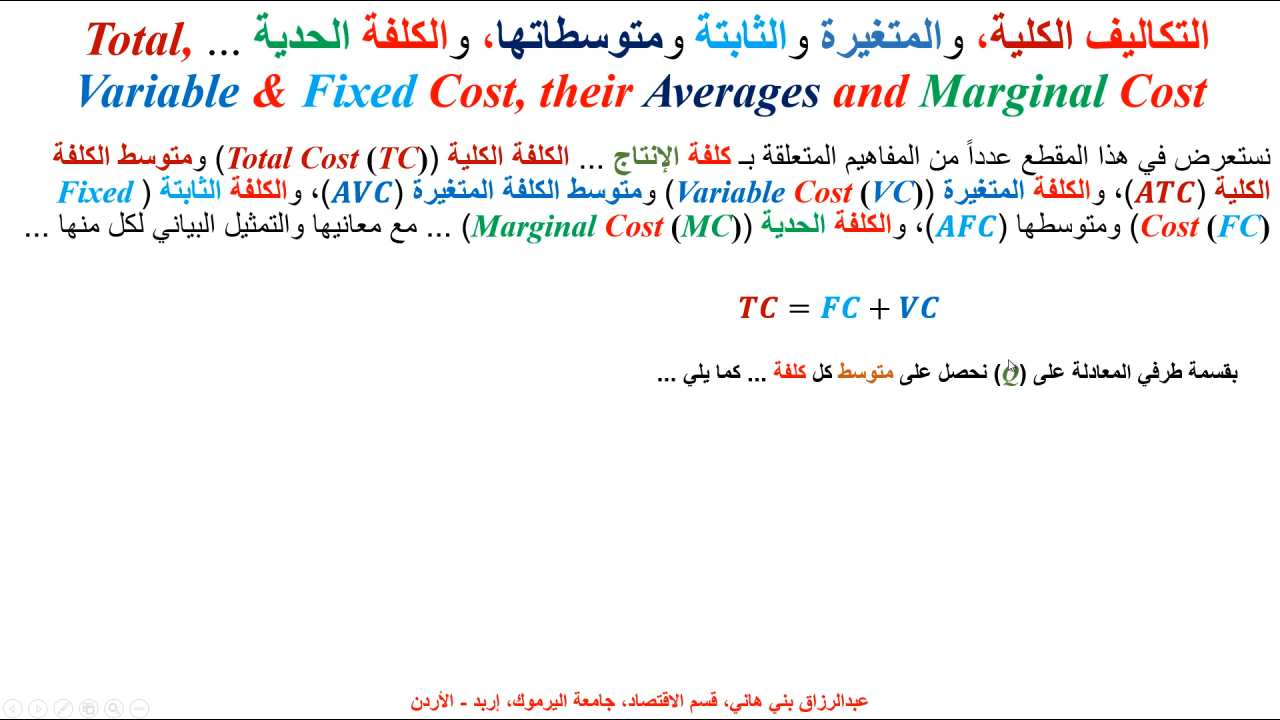 التكاليف الكلية، والمتغيرة والثابتة ومتوسطاتها، والكلفة الحدية ... Total,
Variable & Fixed Cost, their Averages and Marginal Cost
نستعرض في هذا المقطع عدداً من المفاهيم المتعلقة بـ كلفة الإنتاج ... الكلفة الكلية (Total Cost (TC)) ومتوسط الكلفة
الكلية (ATC)، والكلفة المتغيرة (Variable Cost (VC)) ومتوسط الكلفة المتغيرة (AVC)، والكلفة الثابتة (Fixed
Cost (FC)) ومتوسطها (AFC)، والكلفة الحدية (Marginal Cost (MC)) ... مع معانيها والتمثيل البياني لكل منها ...
TC = FC + VC
بقسمة طرفي المعادلة على (Q) نحصل على متوسط كل كلفة ... كما يلي ...
عبدالرزاق بني هاني، قسم الاقتصاد، جامعة اليرموك، إربد - الأردن